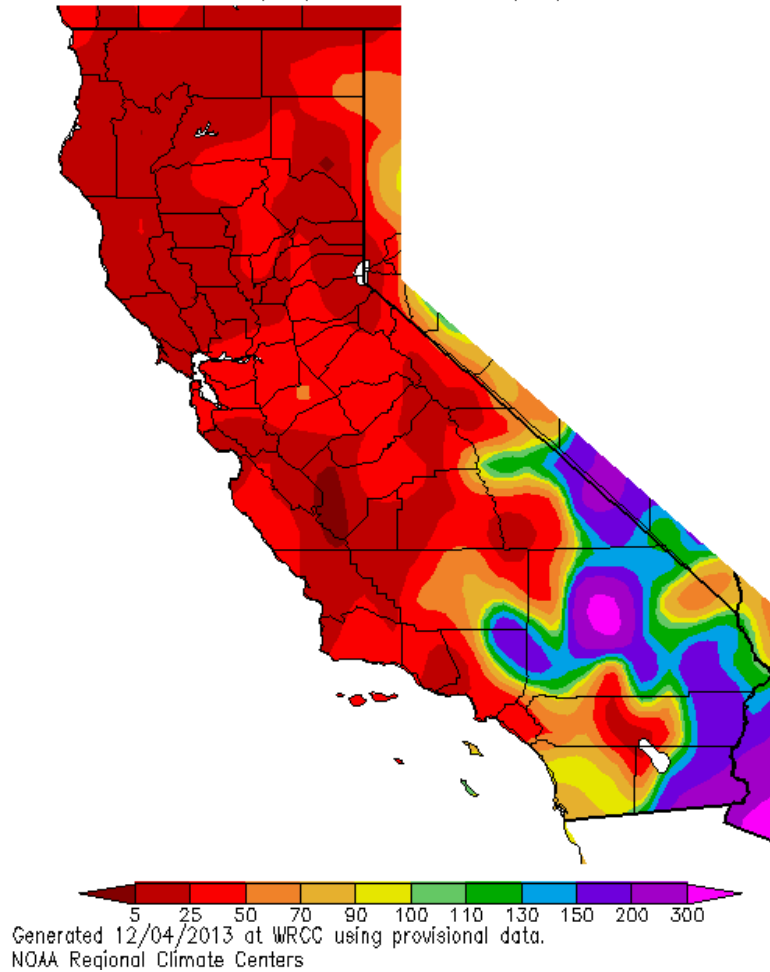 5 25 50 70 90 100 110 130 150 200 300
Generated 12/04/2013 at WRCC using provisional data.
NOAA Regional Climate Centers